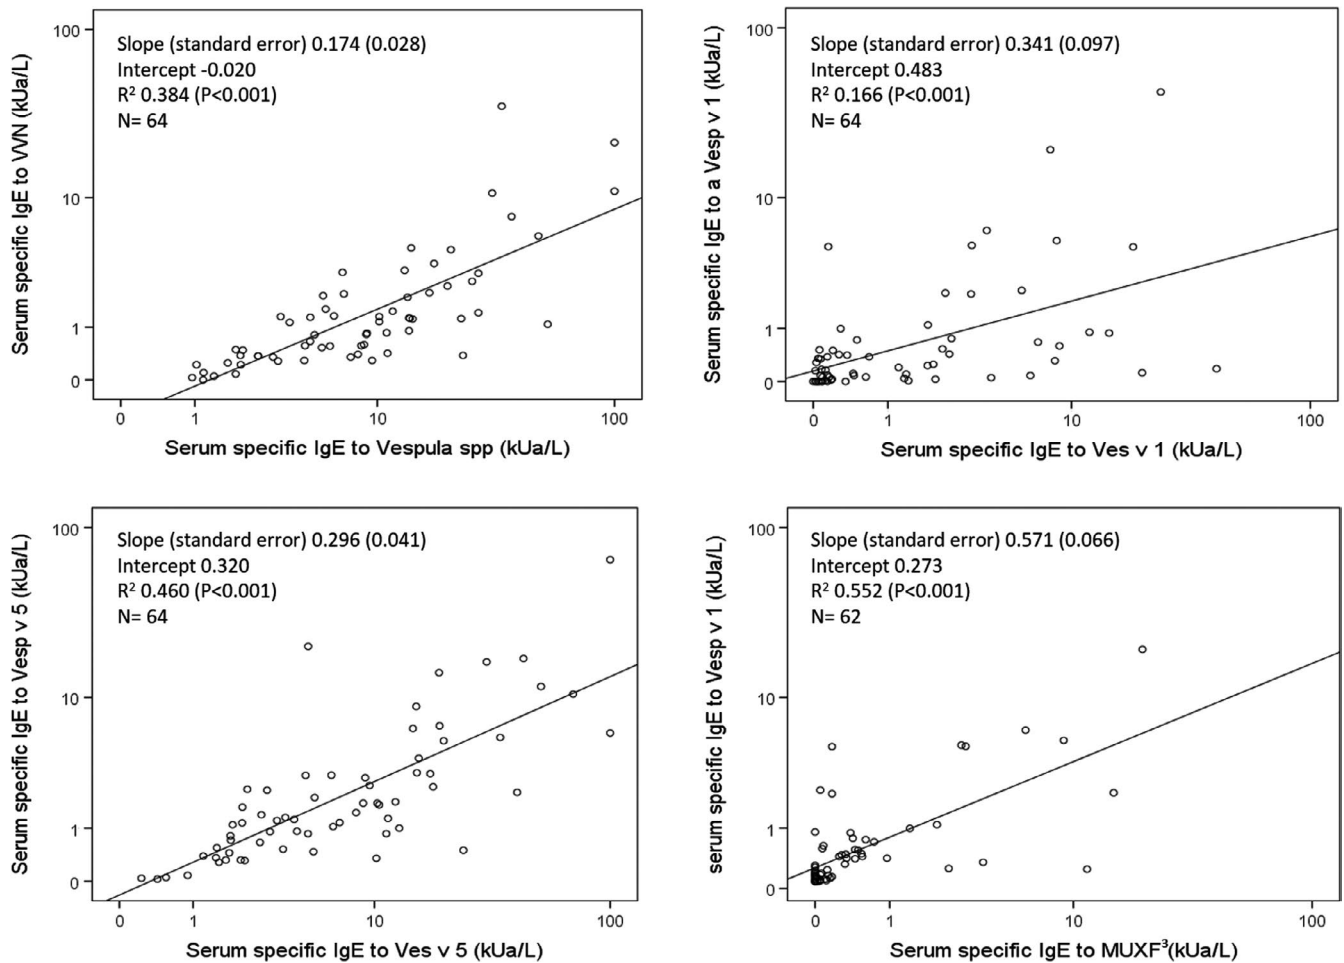 Serum specific IgE to VVN (kUa/L)
100
10
1
0
Slope (standard error) 0.174 (0.028)
Intercept -0.020
R² 0.384 (P<0.001)
N= 64
0 1 10 100
Serum specific IgE to Vespula spp (kUa/L)
Serum specific IgE to a Vesp v 1 (kUa/L)
100
10
1
0
Slope (standard error) 0.341 (0.097)
Intercept 0.483
R² 0.166 (P<0.001)
N= 64
0 1 10 100
Serum specific IgE to Ves v 1 (kUa/L)
Serum specific IgE to Vesp v 5 (kUa/L)
100
10
1
0
Slope (standard error) 0.296 (0.041)
Intercept 0.320
R² 0.460 (P<0.001)
N= 64
0 1 10 100
Serum specific IgE to Ves v 5 (kUa/L)
serum specific IgE to Vesp v 1 (kUa/L)
100
10
1
0
Slope (standard error) 0.571 (0.066)
Intercept 0.273
R² 0.552 (P<0.001)
N= 62
0 1 10 100
Serum specific IgE to MUXF³(kUa/L)